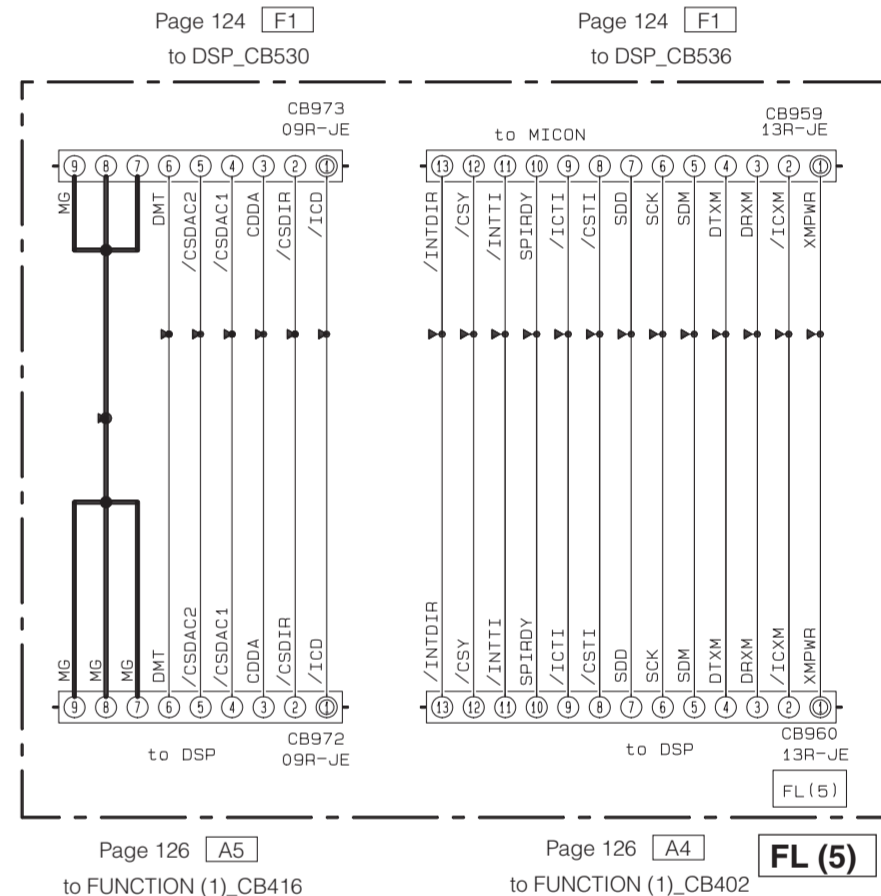 Page 124 F1
to DSP_CB530
Page 124 F1
to DSP_CB536
CB973
09R-JE
9 8 7 6 5 4 3 2 1
MG
DMT
/CSDAC2
/CSDAC1
CDDA
/CSDIR
/ICD
to MICON
CB959
13R-JE
13 12 11 10 9 8 7 6 5 4 3 2 1
/INTDIR
/CSY
/INTTI
SPIRDY
/ICTI
/CSTI
SDD
SCK
SDM
DTXM
DRXM
/ICXM
XMPWR
MG
MG
MG
DMT
/CSDAC2
/CSDAC1
CDDA
/CSDIR
/ICD
9 8 7 6 5 4 3 2 1
to DSP
CB972
09R-JE
/INTDIR
/CSY
/INTTI
SPIRDY
/ICTI
/CSTI
SDD
SCK
SDM
DTXM
DRXM
/ICXM
XMPWR
13 12 11 10 9 8 7 6 5 4 3 2 1
to DSP
CB960
13R-JE
FL(5)
Page 126 A5
to FUNCTION (1)_CB416
Page 126 A4
to FUNCTION (1)_CB402
FL (5)